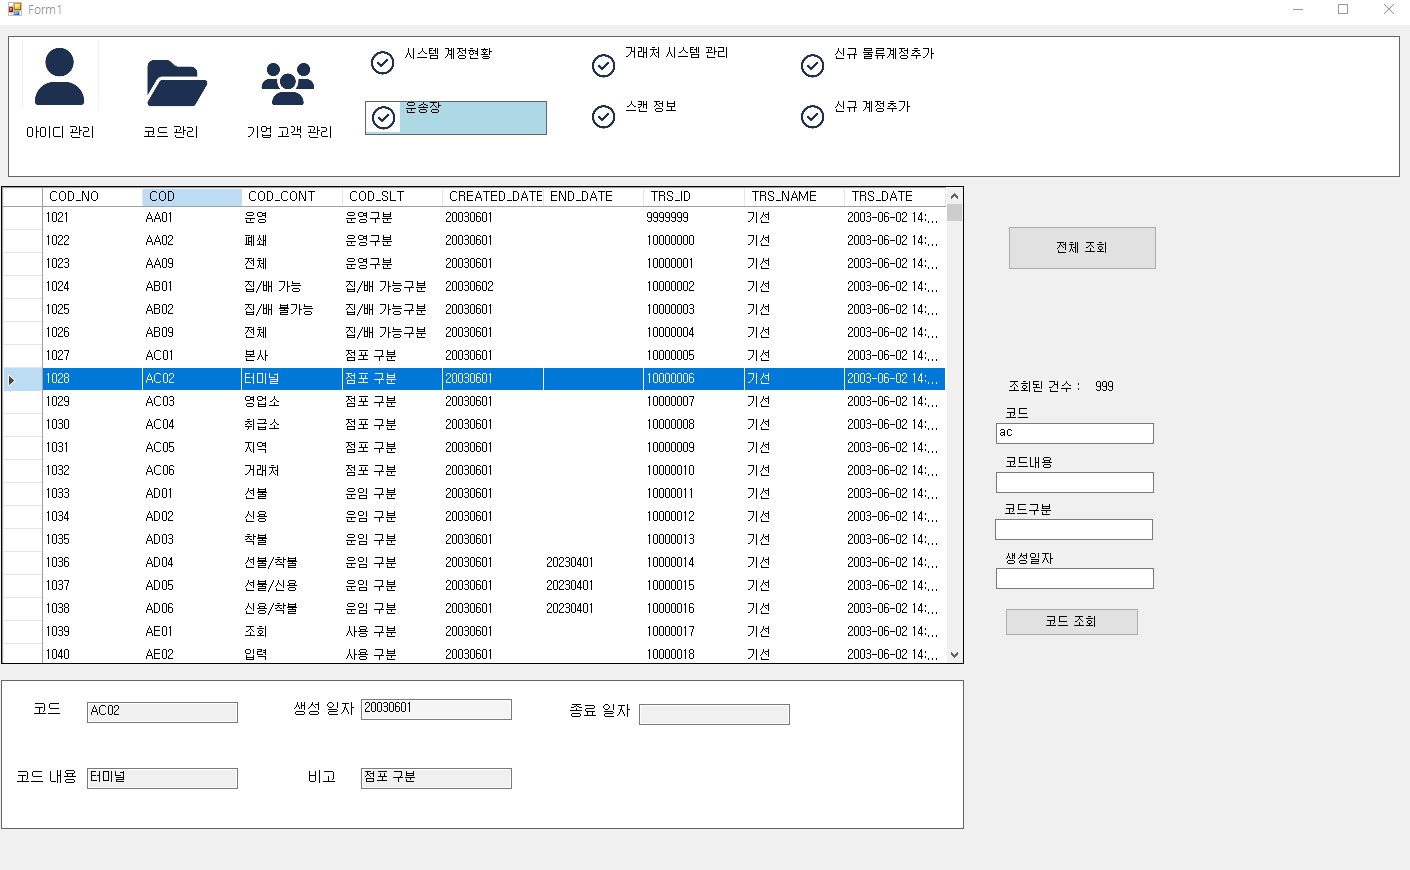 Form1
아이디 관리
코드 관리
기업 고객 관리
시스템 계정현황
거래처 시스템 관리
신규 물류계정추가
운송장
스캔 정보
신규 계정추가
COD_NO COD COD_CONT COD_SLT CREATED_DATE END_DATE TRS_ID TRS_NAME TRS_DATE
1021 AA01 운영 운영구분 20030601 9999999 기선 2003-06-02 14:...
1022 AA02 폐쇄 운영구분 20030601 10000000 기선 2003-06-02 14:...
1023 AA09 전체 운영구분 20030601 10000001 기선 2003-06-02 14:...
1024 AB01 집/배 가능 집/배 가능구분 20030602 10000002 기선 2003-06-02 14:...
1025 AB02 집/배 불가능 집/배 가능구분 20030601 10000003 기선 2003-06-02 14:...
1026 AB09 전체 집/배 가능구분 20030601 10000004 기선 2003-06-02 14:...
1027 AC01 본사 점포 구분 20030601 10000005 기선 2003-06-02 14:...
1028 AC02 터미널 점포 구분 20030601 10000006 기선 2003-06-02 14:...
1029 AC03 영업소 점포 구분 20030601 10000007 기선 2003-06-02 14:...
1030 AC04 취급소 점포 구분 20030601 10000008 기선 2003-06-02 14:...
1031 AC05 지역 점포 구분 20030601 10000009 기선 2003-06-02 14:...
1032 AC06 거래처 점포 구분 20030601 10000010 기선 2003-06-02 14:...
1033 AD01 선불 운임 구분 20030601 10000011 기선 2003-06-02 14:...
1034 AD02 신용 운임 구분 20030601 10000012 기선 2003-06-02 14:...
1035 AD03 착불 운임 구분 20030601 10000013 기선 2003-06-02 14:...
1036 AD04 선불/착불 운임 구분 20030601 20230401 10000014 기선 2003-06-02 14:...
1037 AD05 선불/신용 운임 구분 20030601 20230401 10000015 기선 2003-06-02 14:...
1038 AD06 신용/착불 운임 구분 20030601 20230401 10000016 기선 2003-06-02 14:...
1039 AE01 조회 사용 구분 20030601 10000017 기선 2003-06-02 14:...
1040 AE02 입력 사용 구분 20030601 10000018 기선 2003-06-02 14:...
전체 조회
조회된 건수 : 999
코드
ac
코드내용
코드구분
생성일자
코드 조회
코드 AC02 생성 일자 20030601 종료 일자
코드 내용 터미널 비고 점포 구분